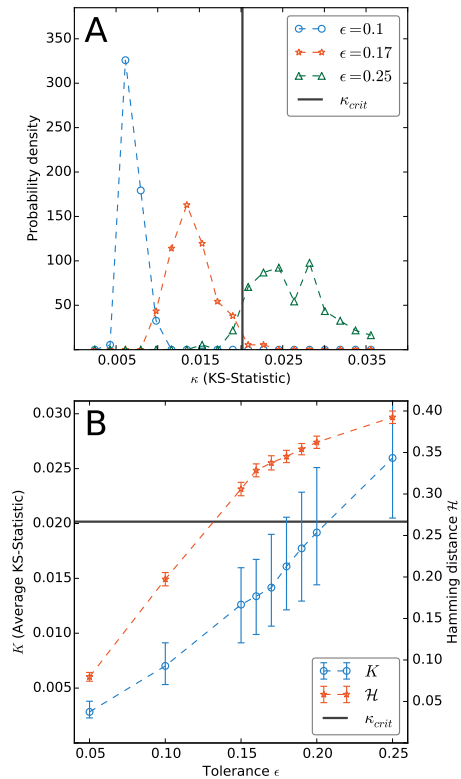 A
350
300
250
200
150
100
50
Probability density
ϵ=0.1
ϵ=0.17
ϵ=0.25
κcrit
0.005
0.015
0.025
0.035
κ (KS-Statistic)
B
0.030
0.025
0.020
0.015
0.010
0.005
K (Average KS-Statistic)
0.40
0.35
0.30
0.25
0.20
0.15
0.10
0.05
Hamming distance ℋ
K
ℋ
κcrit
0.05
0.10
0.15
0.20
0.25
Tolerance ϵ